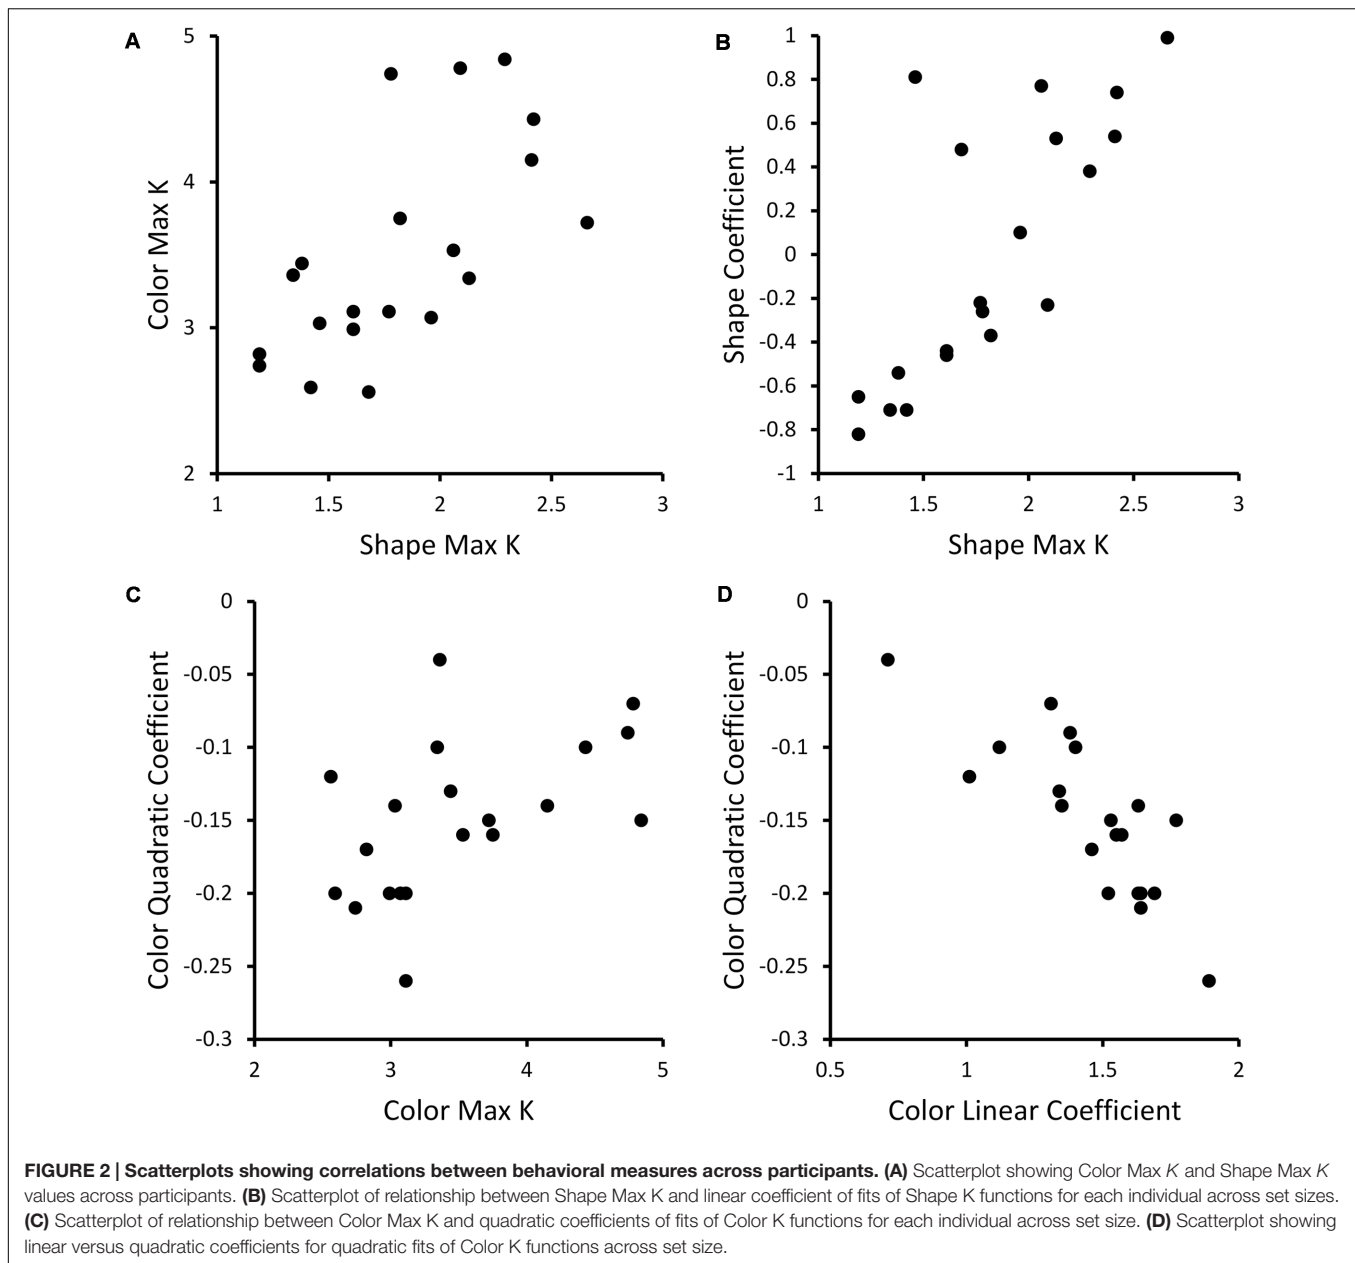 A
5
4
3
2
Color Max K
1
1.5
2
2.5
3
Shape Max K
B
1
0.8
0.6
0.4
0.2
0
-0.2
-0.4
-0.6
-0.8
-1
Shape Coefficient
1
1.5
2
2.5
3
Shape Max K
C
0
-0.05
-0.1
-0.15
-0.2
-0.25
-0.3
Color Quadratic Coefficient
2
3
4
5
Color Max K
D
0
-0.05
-0.1
-0.15
-0.2
-0.25
-0.3
Color Quadratic Coefficient
0.5
1
1.5
2
Color Linear Coefficient
FIGURE 2 | Scatterplots showing correlations between behavioral measures across participants. (A) Scatterplot showing Color Max K and Shape Max K
values across participants. (B) Scatterplot of relationship between Shape Max K and linear coefficient of fits of Shape K functions for each individual across set sizes.
(C) Scatterplot of relationship between Color Max K and quadratic coefficients of fits of Color K functions for each individual across set size. (D) Scatterplot showing
linear versus quadratic coefficients for quadratic fits of Color K functions across set size.